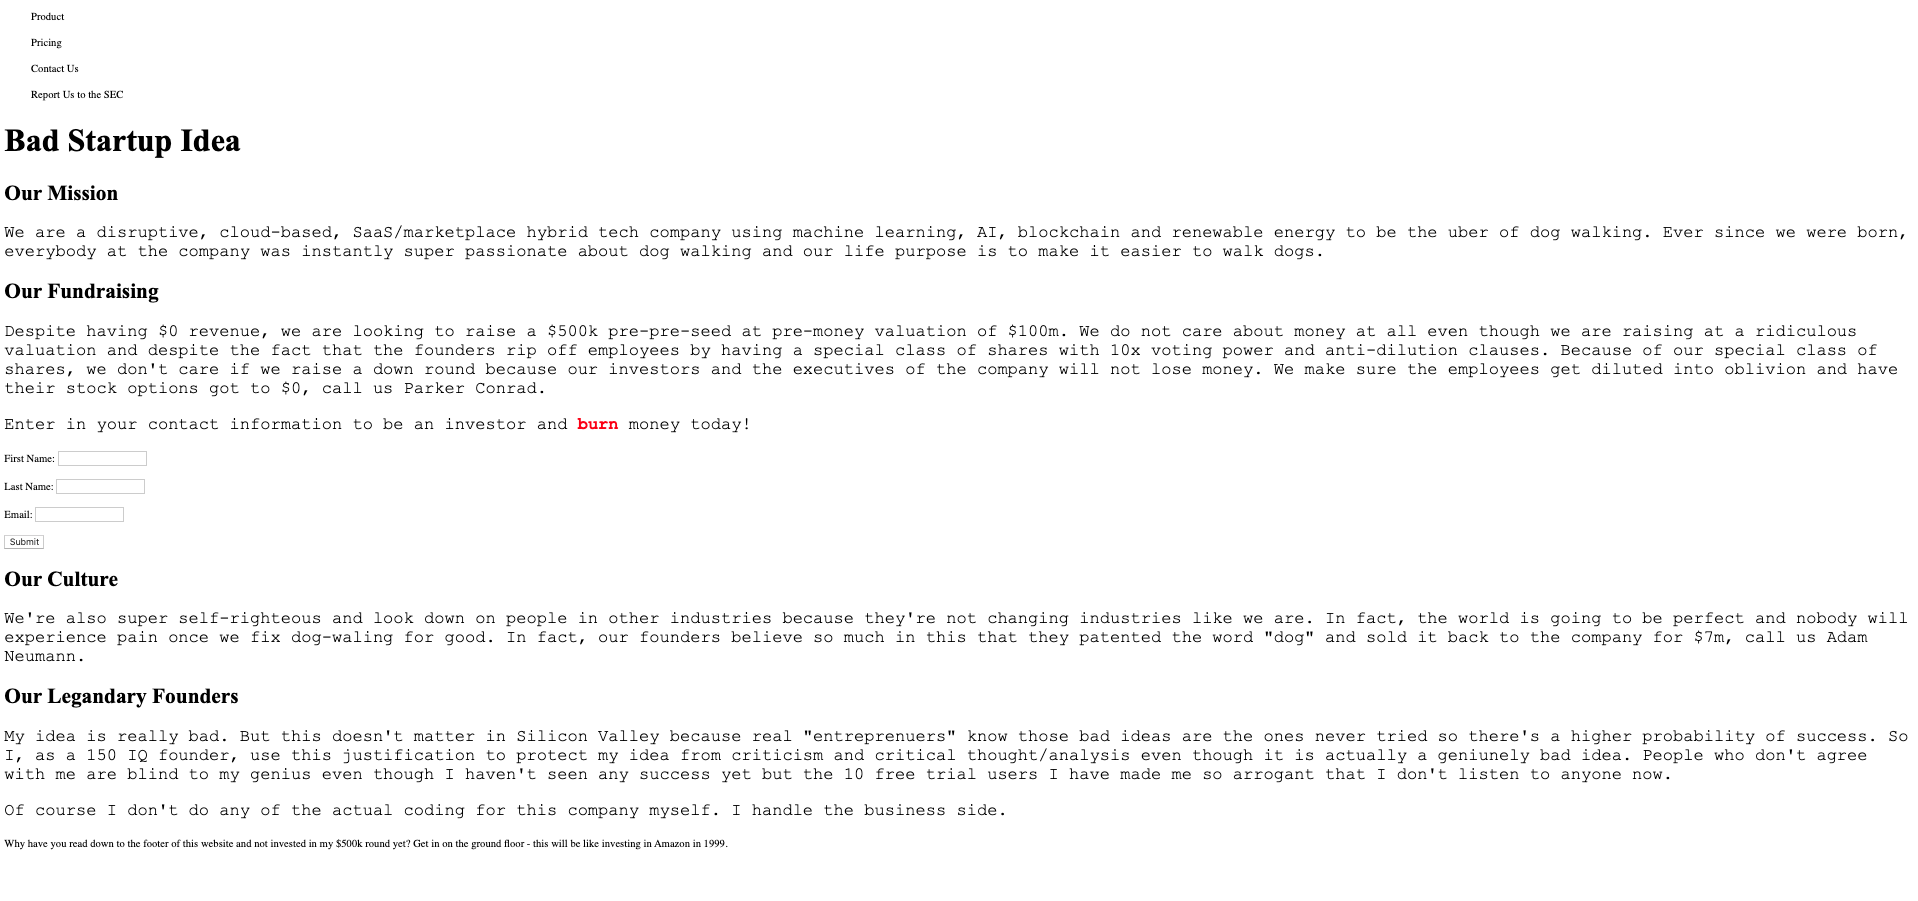 Product
Pricing
Contact Us
Report Us to the SEC
Bad Startup Idea
Our Mission
We are a disruptive, cloud-based, SaaS/marketplace hybrid tech company using machine learning, AI, blockchain and renewable energy to be the uber of dog walking. Ever since we were born,
everybody at the company was instantly super passionate about dog walking and our life purpose is to make it easier to walk dogs.
Our Fundraising
Despite having $0 revenue, we are looking to raise a $500k pre-pre-seed at pre-money valuation of $100m. We do not care about money at all even though we are raising at a ridiculous
valuation and despite the fact that the founders rip off employees by having a special class of shares with 10x voting power and anti-dilution clauses. Because of our special class of
shares, we don't care if we raise a down round because our investors and the executives of the company will not lose money. We make sure the employees get diluted into oblivion and have
their stock options got to $0, call us Parker Conrad.
Enter in your contact information to be an investor and burn money today!
First Name:
Last Name:
Email:
Submit
Our Culture
We're also super self-righteous and look down on people in other industries because they're not changing industries like we are. In fact, the world is going to be perfect and nobody will
experience pain once we fix dog-waling for good. In fact, our founders believe so much in this that they patented the word "dog" and sold it back to the company for $7m, call us Adam
Neumann.
Our Legandary Founders
My idea is really bad. But this doesn't matter in Silicon Valley because real "entreprenuers" know those bad ideas are the ones never tried so there's a higher probability of success. So
I, as a 150 IQ founder, use this justification to protect my idea from criticism and critical thought/analysis even though it is actually a geniunely bad idea. People who don't agree
with me are blind to my genius even though I haven't seen any success yet but the 10 free trial users I have made me so arrogant that I don't listen to anyone now.
Of course I don't do any of the actual coding for this company myself. I handle the business side.
Why have you read down to the footer of this website and not invested in my $500k round yet? Get in on the ground floor - this will be like investing in Amazon in 1999.